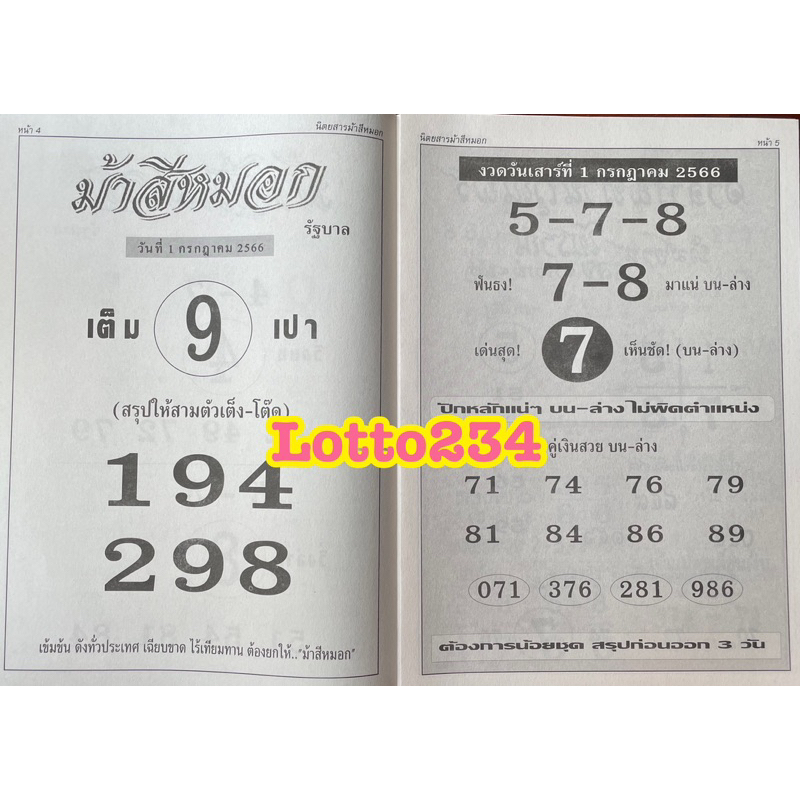 หน้า 4
นิตยสารม้าสีหมอก
ม้าสีหมอก
รัฐบาล
วันที่ 1 กรกฎาคม 2566
เต็ม 9 เปา
(สรุปให้สามตัวเต็ง-โต๊ด)
194
298
เข้มข้น ดังทั่วประเทศ เฉียบขาด ไร้เทียมทาน ต้องยกให้.."ม้าสีหมอก"
Lotto234
นิตยสารม้าสีหมอก
หน้า 5
งวดวันเสาร์ที่ 1 กรกฎาคม 2566
5-7-8
ฟันธง! 7-8 มาแน่ บน-ล่าง
เด่นสุด! 7 เห็นชัด! (บน-ล่าง)
ปักหลักแน่ๆ บน-ล่าง ไม่ผิดตำแหน่ง
คู่เงินสวย บน-ล่าง
71 74 76 79
81 84 86 89
071 376 281 986
ต้องการน้อยชุด สรุปก่อนออก 3 วัน